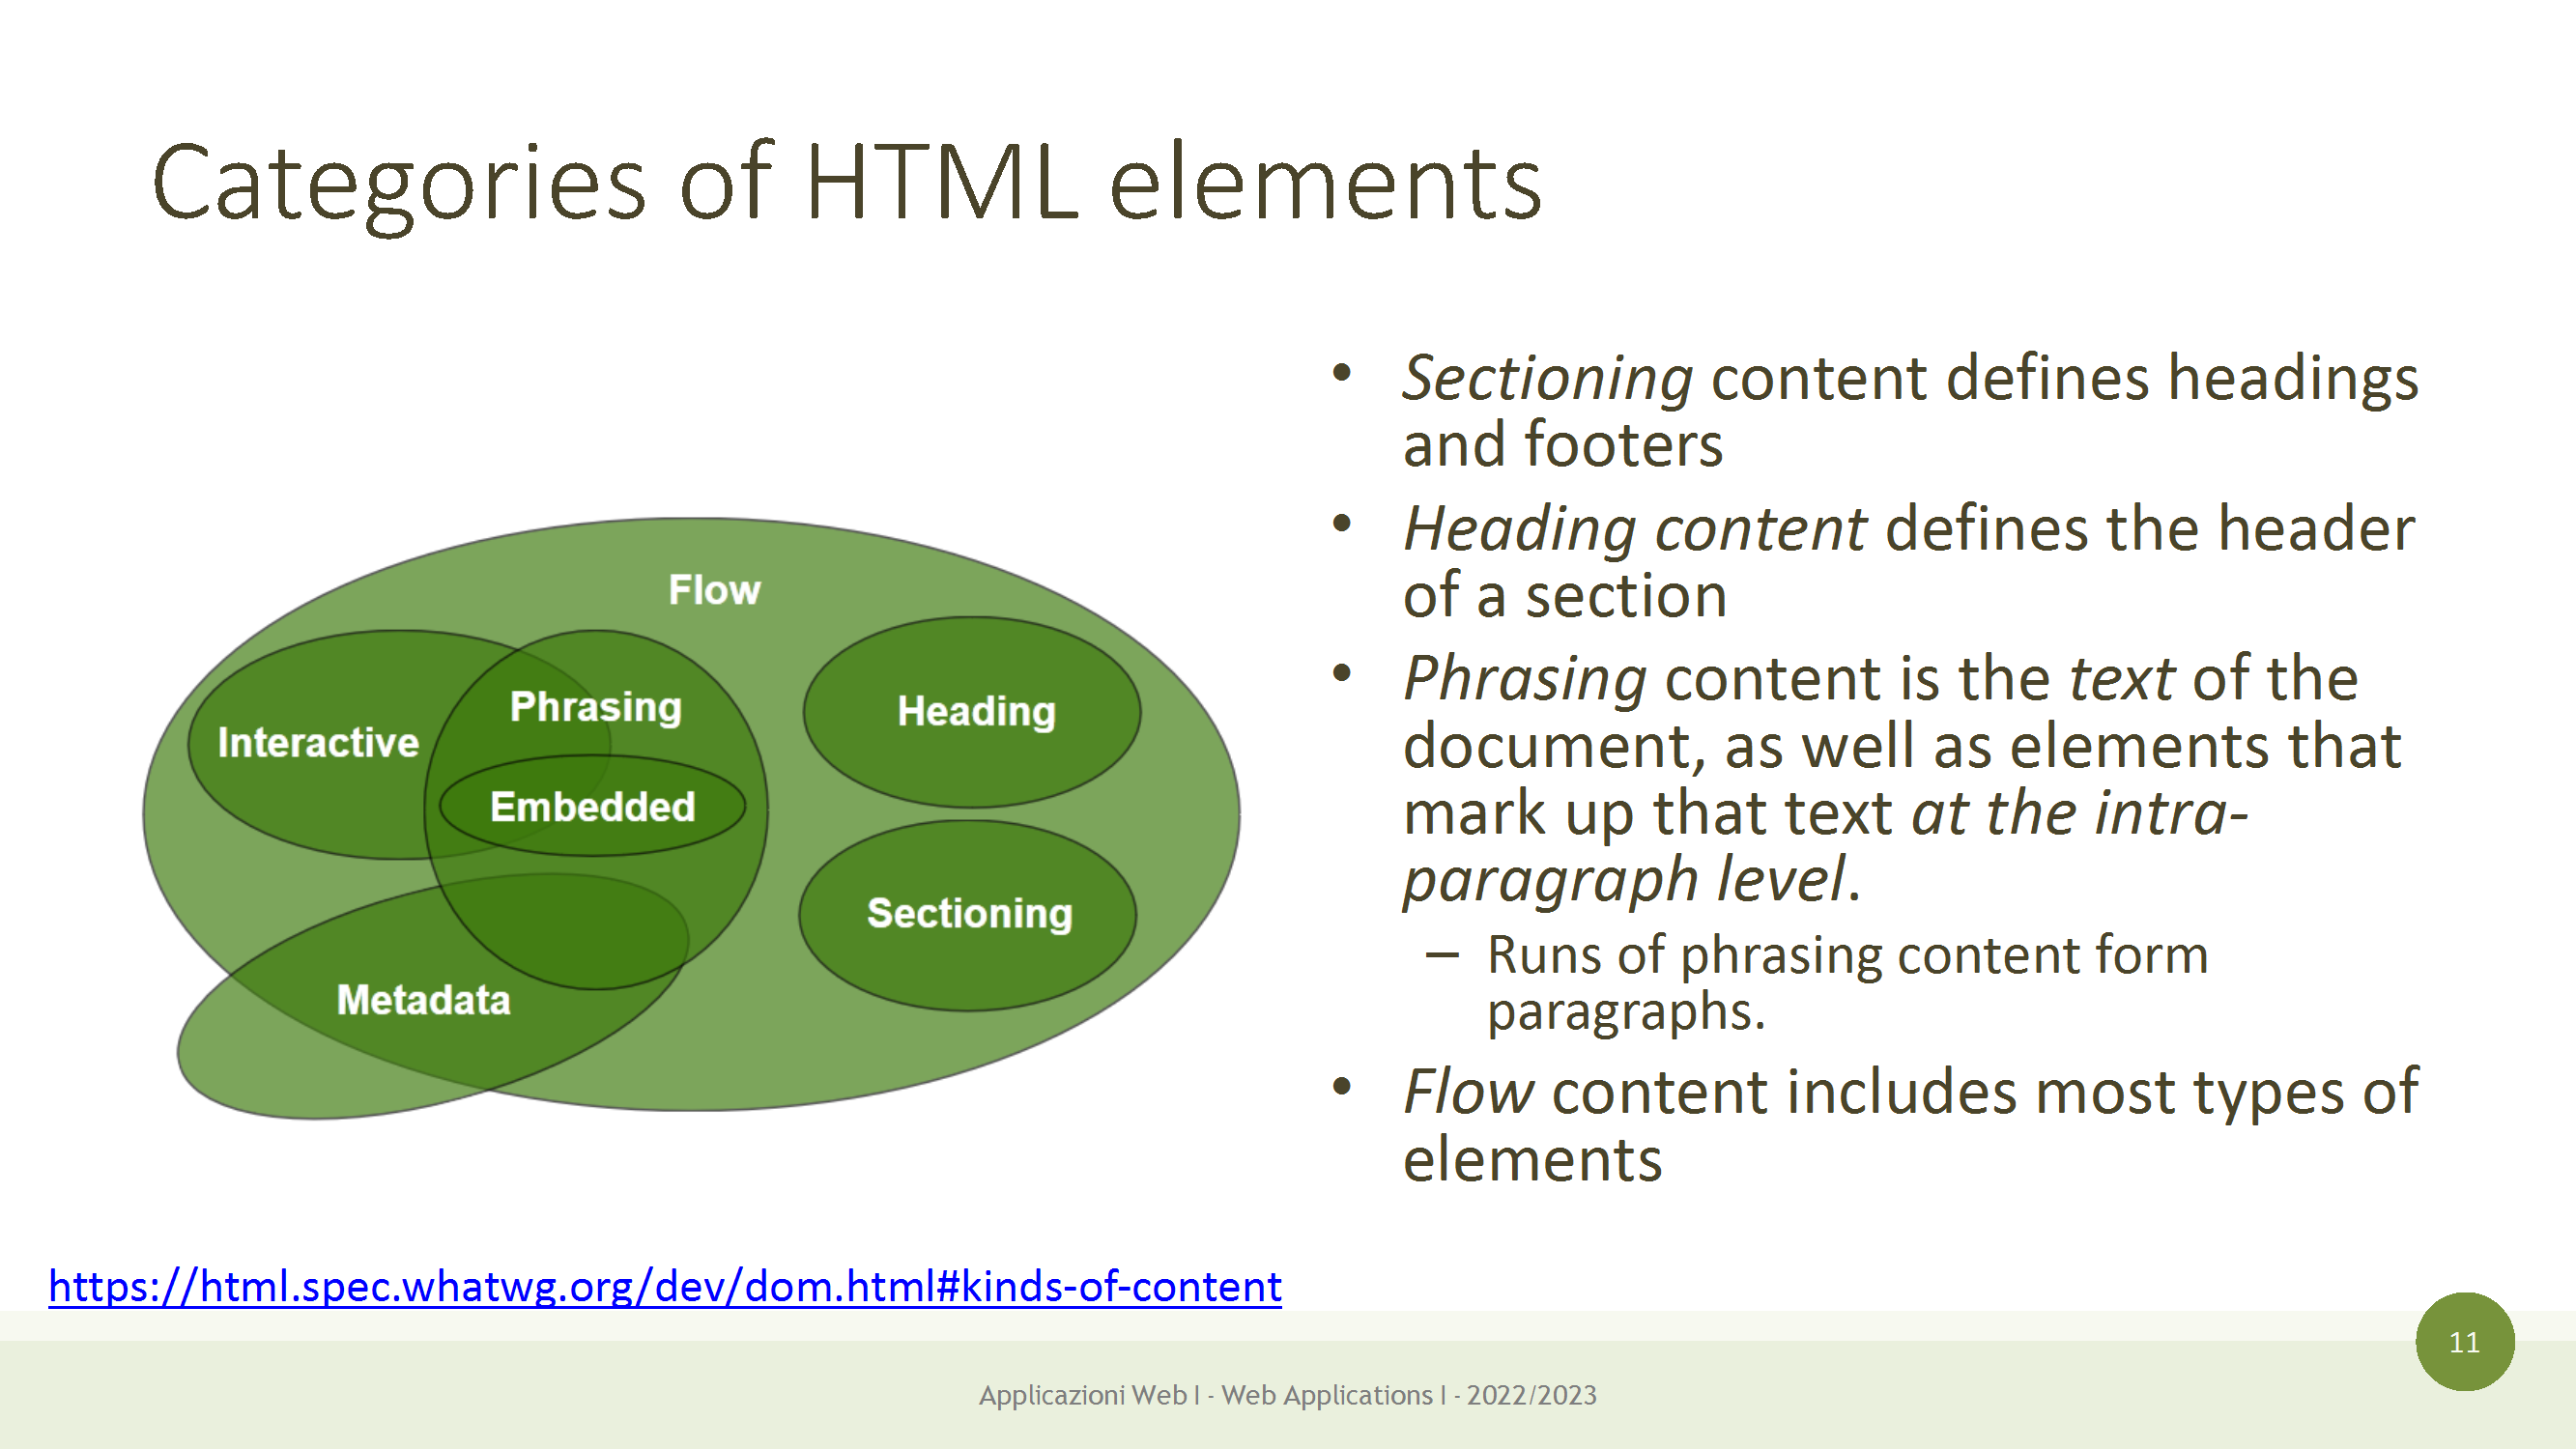 Categories of HTML elements
Flow
Interactive
Phrasing
Embedded
Heading
Sectioning
Metadata
• Sectioning content defines headings
and footers
• Heading content defines the header
of a section
• Phrasing content is the text of the
document, as well as elements that
mark up that text at the intra-
paragraph level.
– Runs of phrasing content form
paragraphs.
• Flow content includes most types of
elements
https://html.spec.whatwg.org/dev/dom.html#kinds-of-content
11
Applicazioni Web I - Web Applications I - 2022/2023